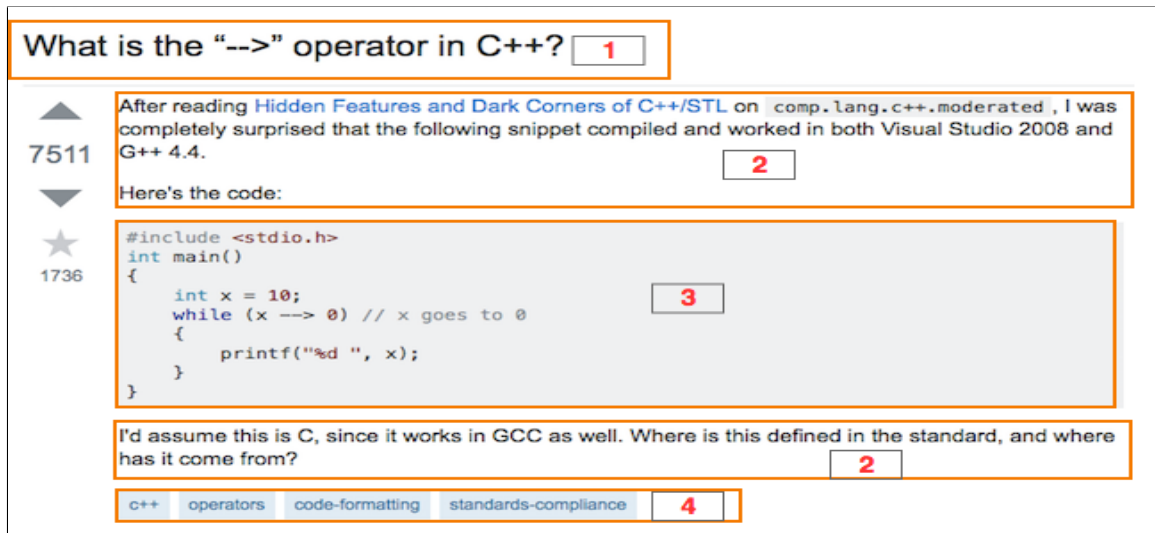 What is the “-->” operator in C++? 1
After reading Hidden Features and Dark Corners of C++/STL on comp.lang.c++.moderated, I was
completely surprised that the following snippet compiled and worked in both Visual Studio 2008 and
7511
G++ 4.4.
2
Here's the code:
1736
#include <stdio.h>
int main()
{
    int x = 10;
    while (x --> 0) // x goes to 0
    {
        printf("%d ", x);
    }
}
3
I'd assume this is C, since it works in GCC as well. Where is this defined in the standard, and where
has it come from?
2
c++ operators code-formatting standards-compliance 4